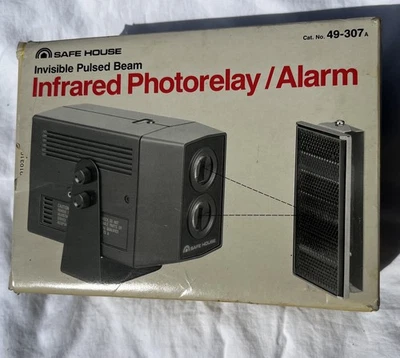 SAFE HOUSE
Cat. No. 49-307A
Invisible Pulsed Beam
Infrared Photorelay/Alarm
SAFE HOUSE